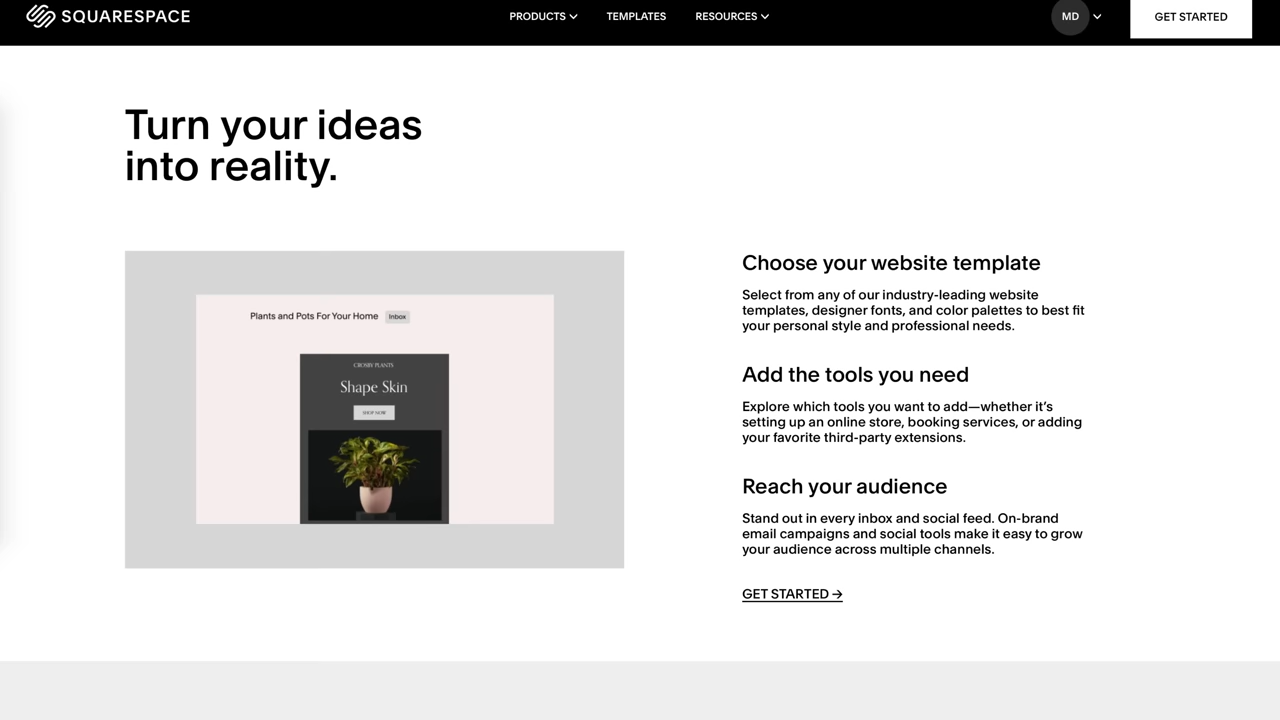 SQUARESPACE
PRODUCTS
TEMPLATES
RESOURCES
MD
GET STARTED
Turn your ideas
into reality.
Plants and Pots For Your Home
Inbox
CROSBY PLANTS
Shape Skin
SHOP NOW
Choose your website template
Select from any of our industry-leading website
templates, designer fonts, and color palettes to best fit
your personal style and professional needs.
Add the tools you need
Explore which tools you want to add—whether it’s
setting up an online store, booking services, or adding
your favorite third-party extensions.
Reach your audience
Stand out in every inbox and social feed. On-brand
email campaigns and social tools make it easy to grow
your audience across multiple channels.
GET STARTED →